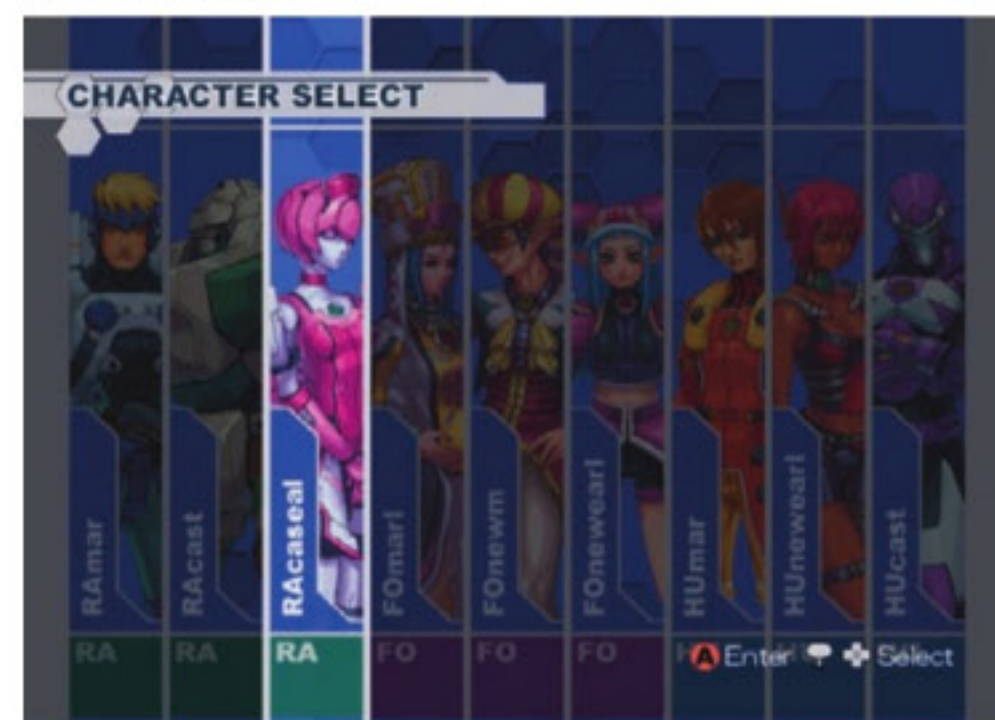 CHARACTER SELECT
RAmar
RAcast
RAcaseal
FOmarl
FOnewm
FOnewearl
HUmar
HUnewearl
HUcast
RA RA RA FO FO FO
A Enter Select